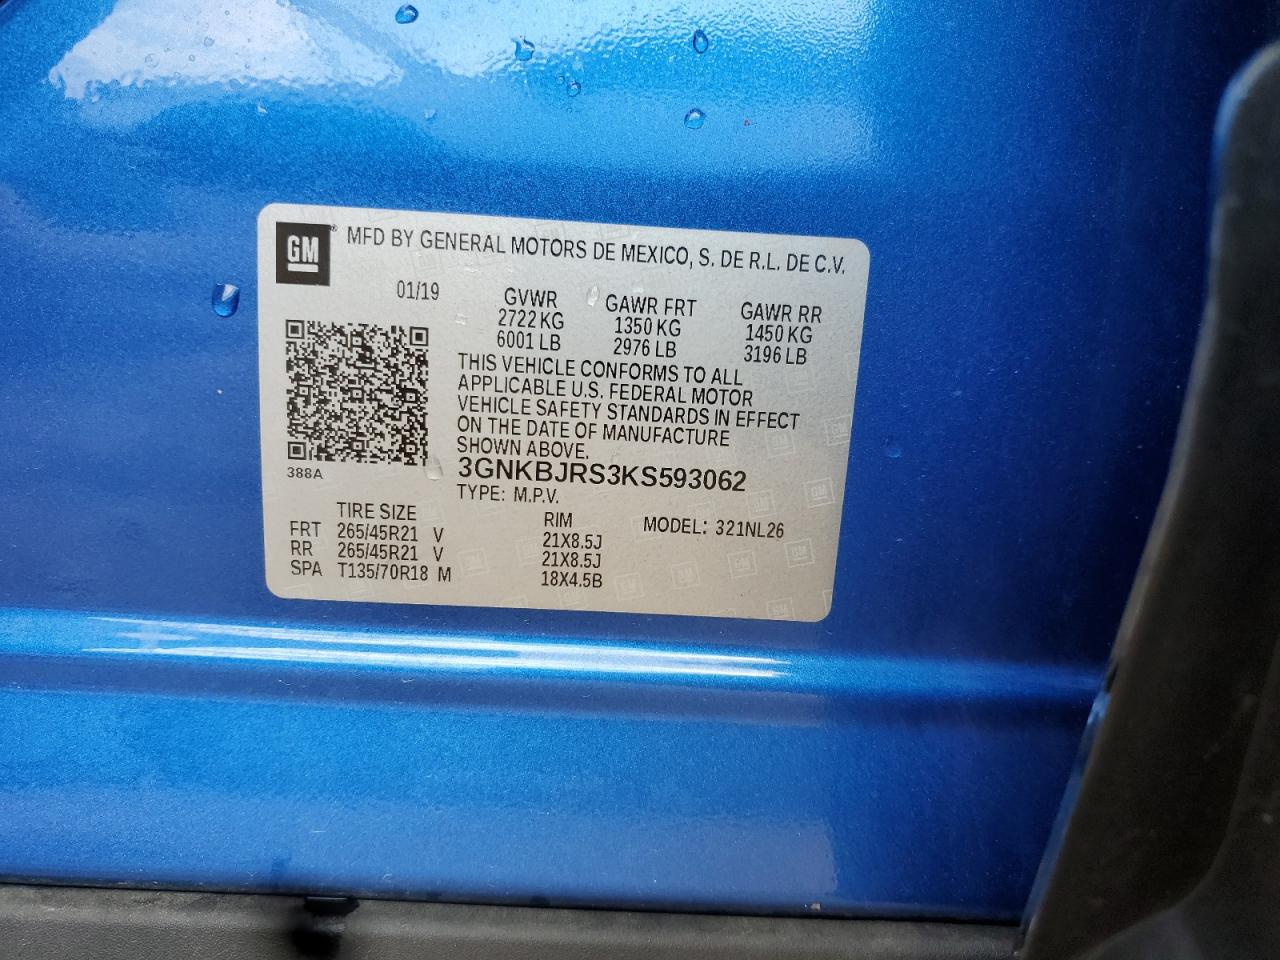 GM® MFD BY GENERAL MOTORS DE MEXICO, S. DE R.L. DE C.V.
01/19
GVWR GAWR FRT GAWR RR
2722 KG 1350 KG 1450 KG
6001 LB 2976 LB 3196 LB
THIS VEHICLE CONFORMS TO ALL
APPLICABLE U.S. FEDERAL MOTOR
VEHICLE SAFETY STANDARDS IN EFFECT
ON THE DATE OF MANUFACTURE
SHOWN ABOVE.
388A
3GNKBJRS3KS593062
TYPE: M.P.V.
TIRE SIZE RIM MODEL: 321NL26
FRT 265/45R21 V 21X8.5J
RR 265/45R21 V 21X8.5J
SPA T135/70R18 M 18X4.5B